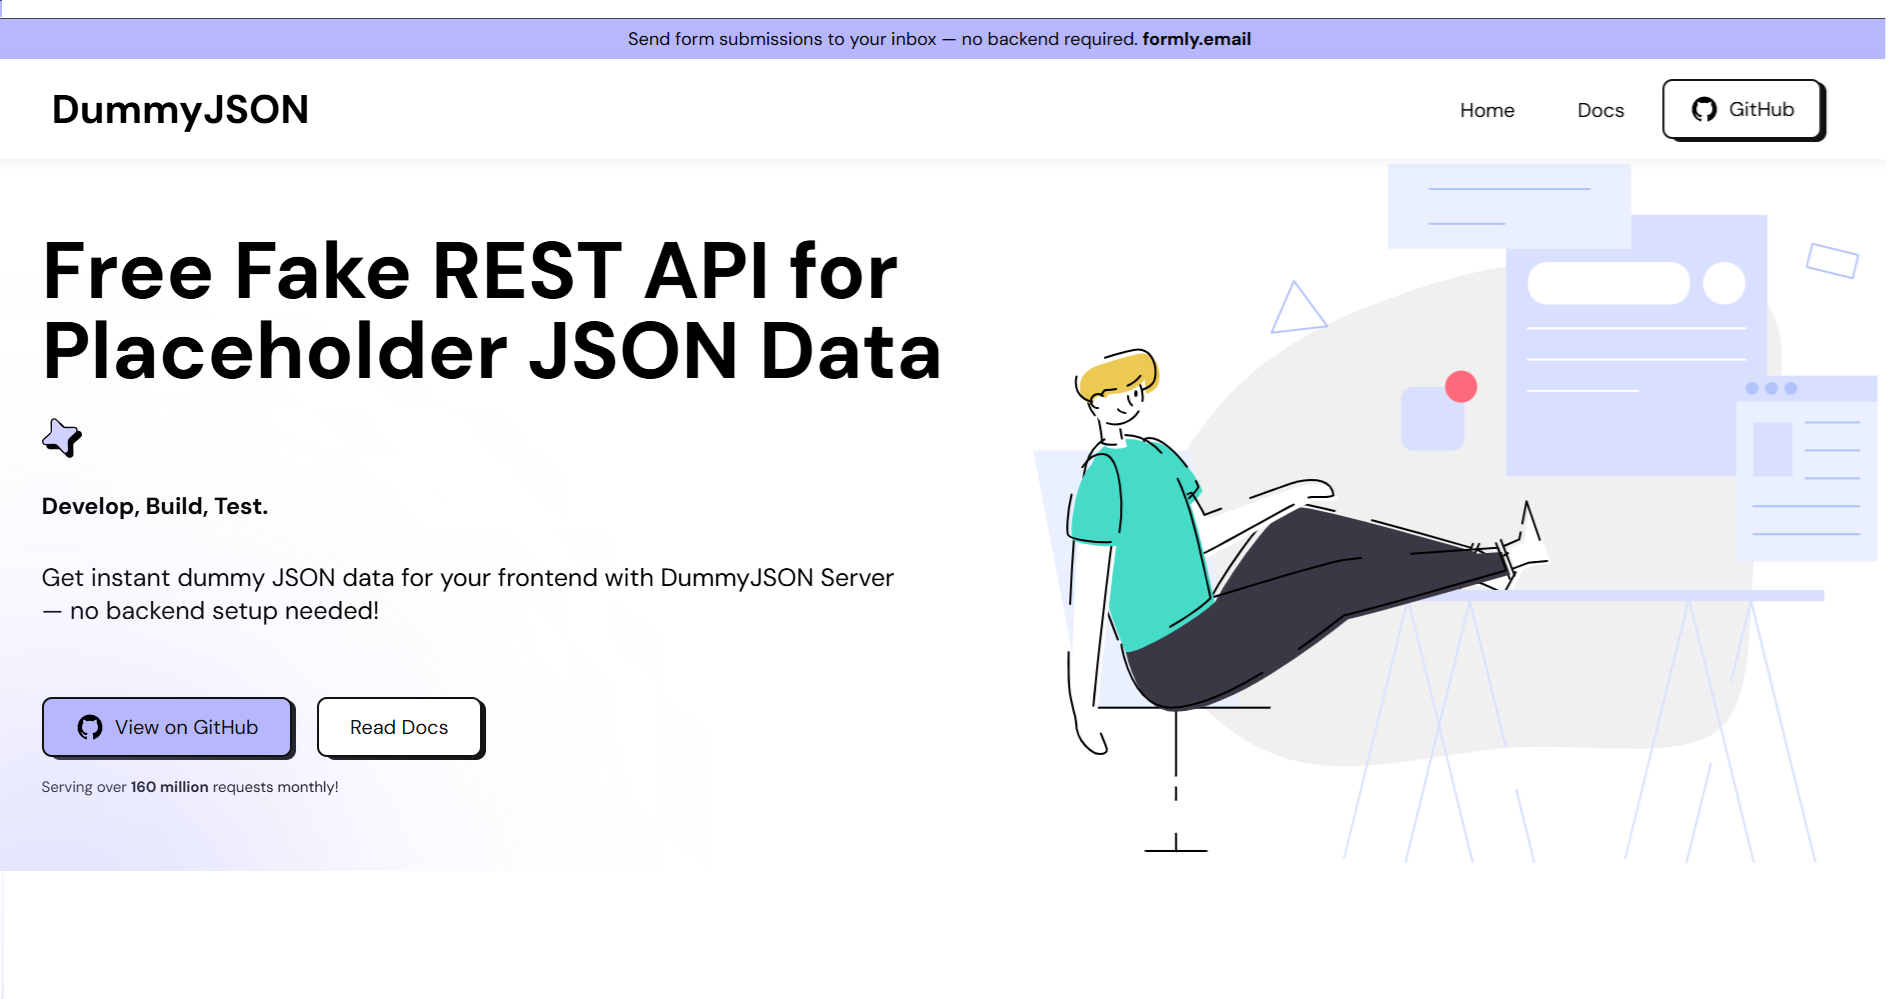 Send form submissions to your inbox — no backend required. formly.email
DummyJSON
Home
Docs
GitHub
Free Fake REST API for
Placeholder JSON Data
Develop, Build, Test.
Get instant dummy JSON data for your frontend with DummyJSON Server
— no backend setup needed!
View on GitHub
Read Docs
Serving over 160 million requests monthly!